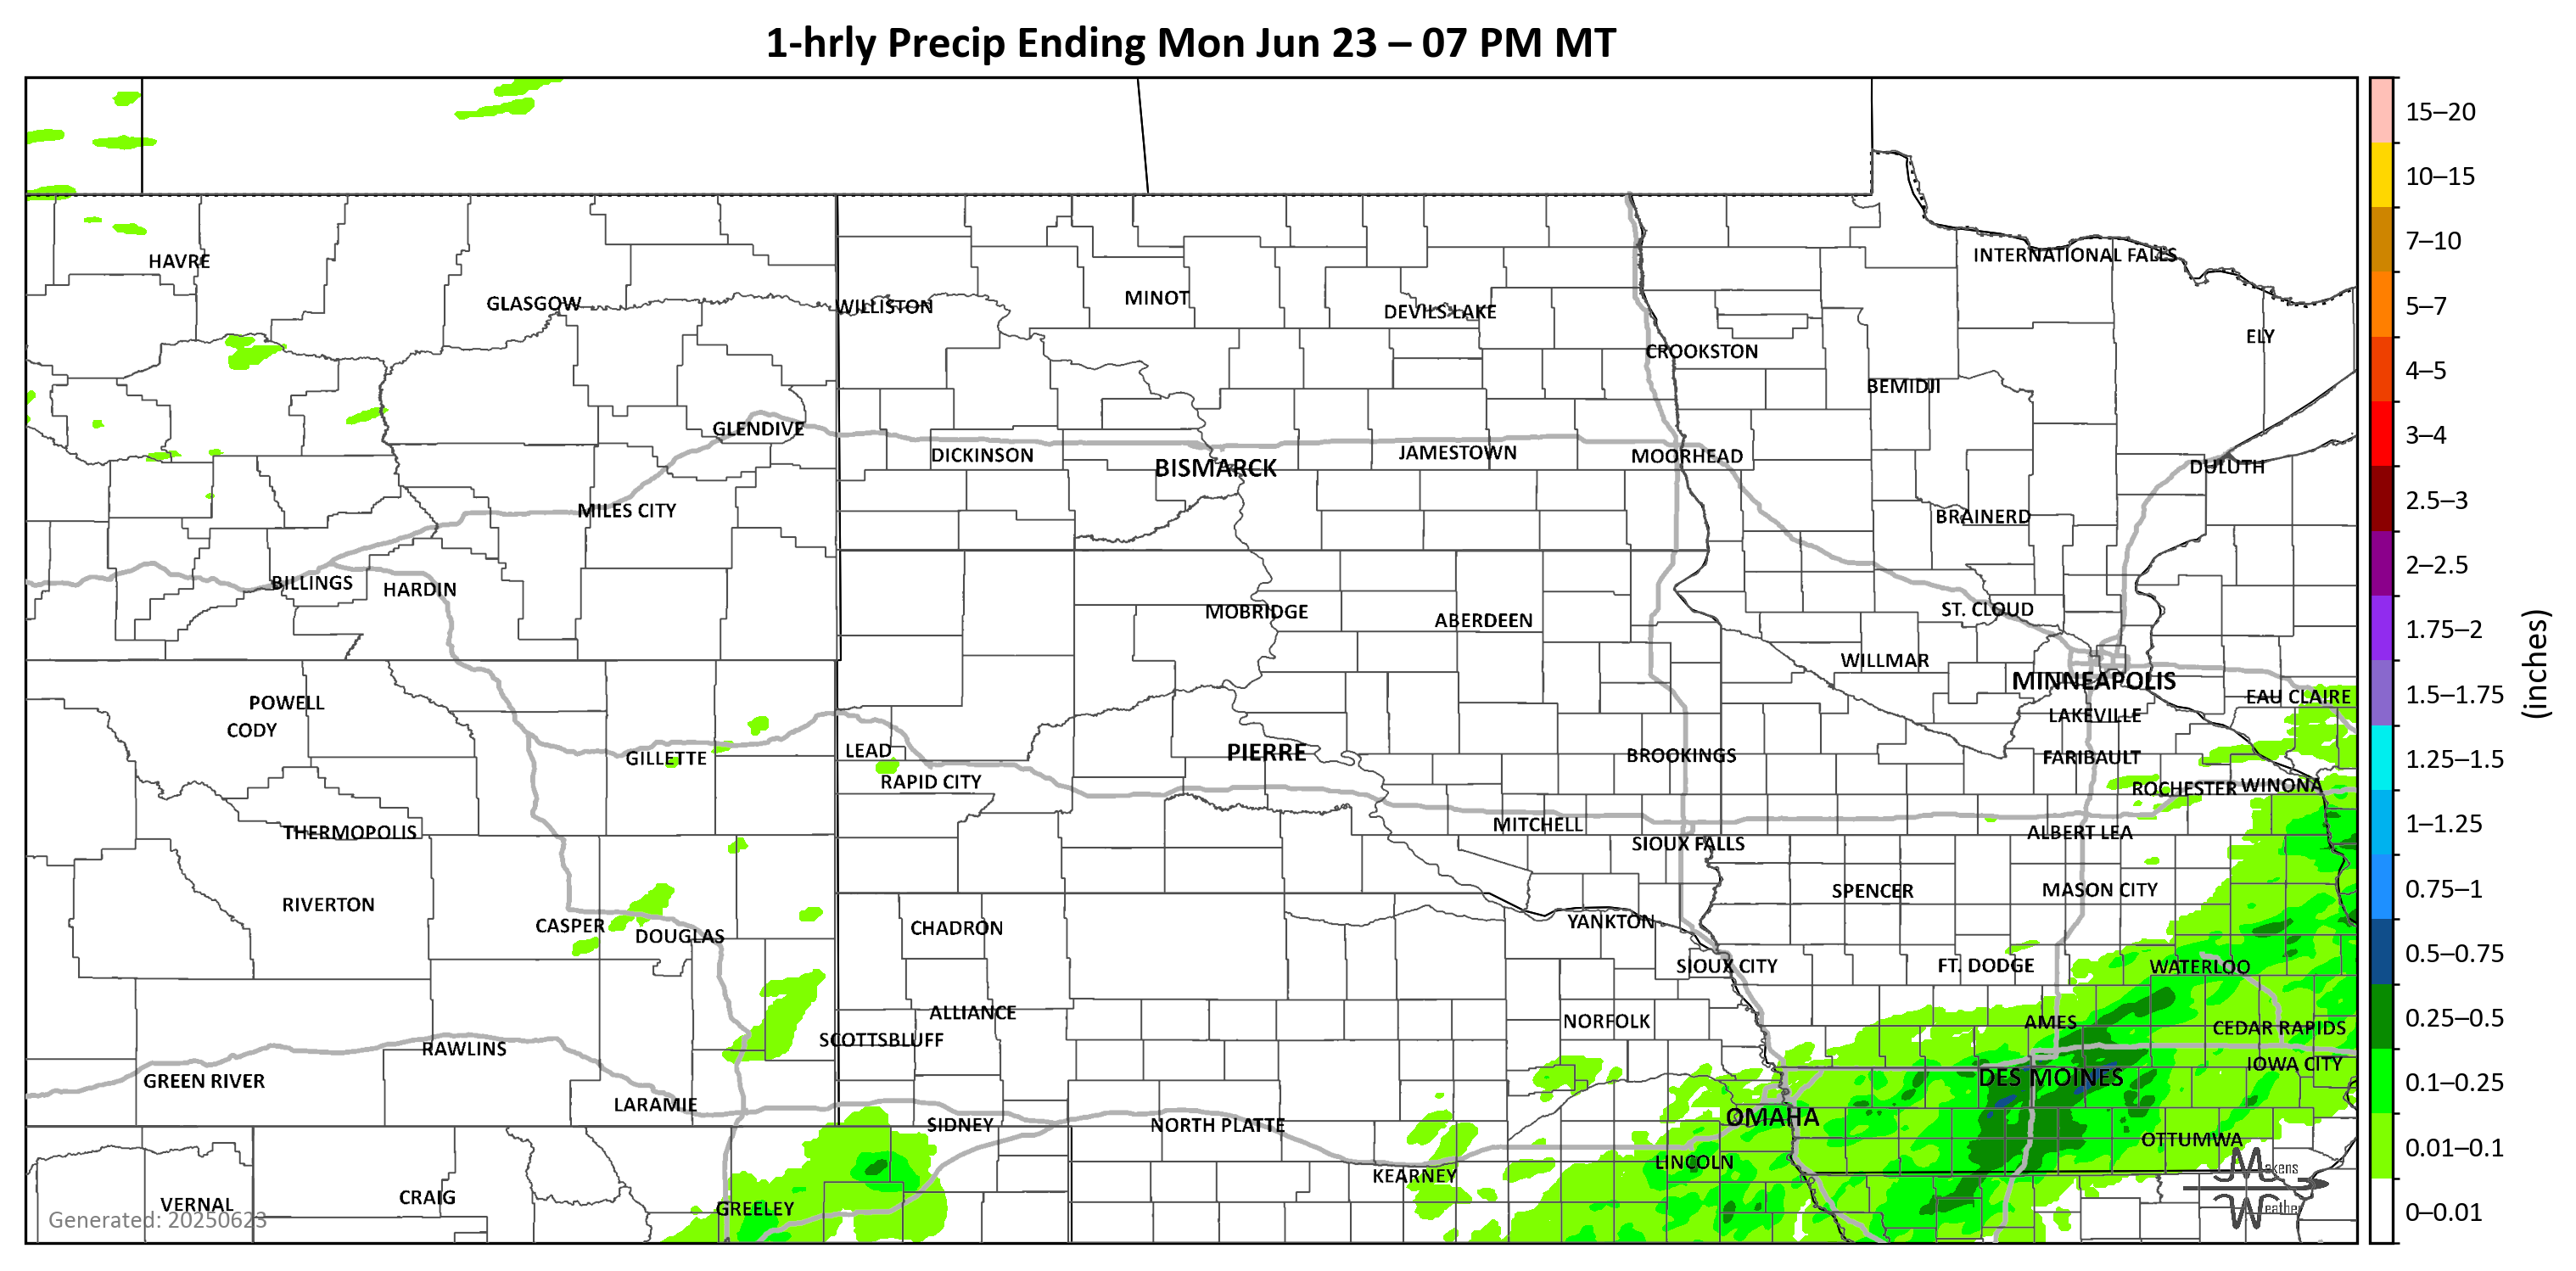 1-hrly Precip Ending Mon Jun 23 – 07 PM MT
15–20
10–15
7–10
5–7
4–5
3–4
2.5–3
2–2.5
1.75–2
1.5–1.75
1.25–1.5
1–1.25
0.75–1
0.5–0.75
0.25–0.5
0.1–0.25
0.01–0.1
0–0.01
(inches)
HAVRE
INTERNATIONAL FALLS
GLASGOW
WILLISTON
MINOT
DEVILS LAKE
ELY
CROOKSTON
BEMIDJI
GLENDIVE
DICKINSON
BISMARCK
JAMESTOWN
MOORHEAD
DULUTH
MILES CITY
BRAINERD
BILLINGS
HARDIN
MOBRIDGE
ABERDEEN
ST. CLOUD
WILLMAR
MINNEAPOLIS
EAU CLAIRE
POWELL
CODY
LAKEVILLE
GILLETTE
LEAD
PIERRE
BROOKINGS
FARIBAULT
RAPID CITY
ROCHESTER
WINONA
THERMOPOLIS
MITCHELL
SIOUX FALLS
ALBERT LEA
RIVERTON
SPENCER
MASON CITY
CASPER
DOUGLAS
CHADRON
YANKTON
SIOUX CITY
FT. DODGE
WATERLOO
ALLIANCE
NORFOLK
AMES
CEDAR RAPIDS
SCOTTSBLUFF
RAWLINS
IOWA CITY
GREEN RIVER
DES MOINES
LARAMIE
SIDNEY
NORTH PLATTE
OMAHA
OTTUMWA
LINCOLN
KEARNEY
VERNAL
CRAIG
GREELEY
Generated: 20250623
Makens
Weather